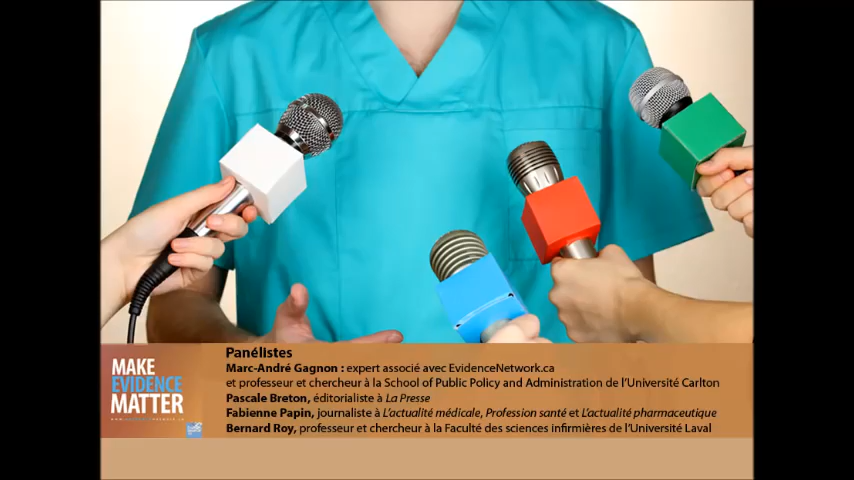 Panélistes
Marc-André Gagnon : expert associé avec EvidenceNetwork.ca
et professeur et chercheur à la School of Public Policy and Administration de l'Université Carlton
Pascale Breton, éditorialiste à La Presse
Fabienne Papin, journaliste à L'actualité médicale, Profession santé et L'actualité pharmaceutique
Bernard Roy, professeur et chercheur à la Faculté des sciences infirmières de l'Université Laval
MAKE
EVIDENCE
MATTER